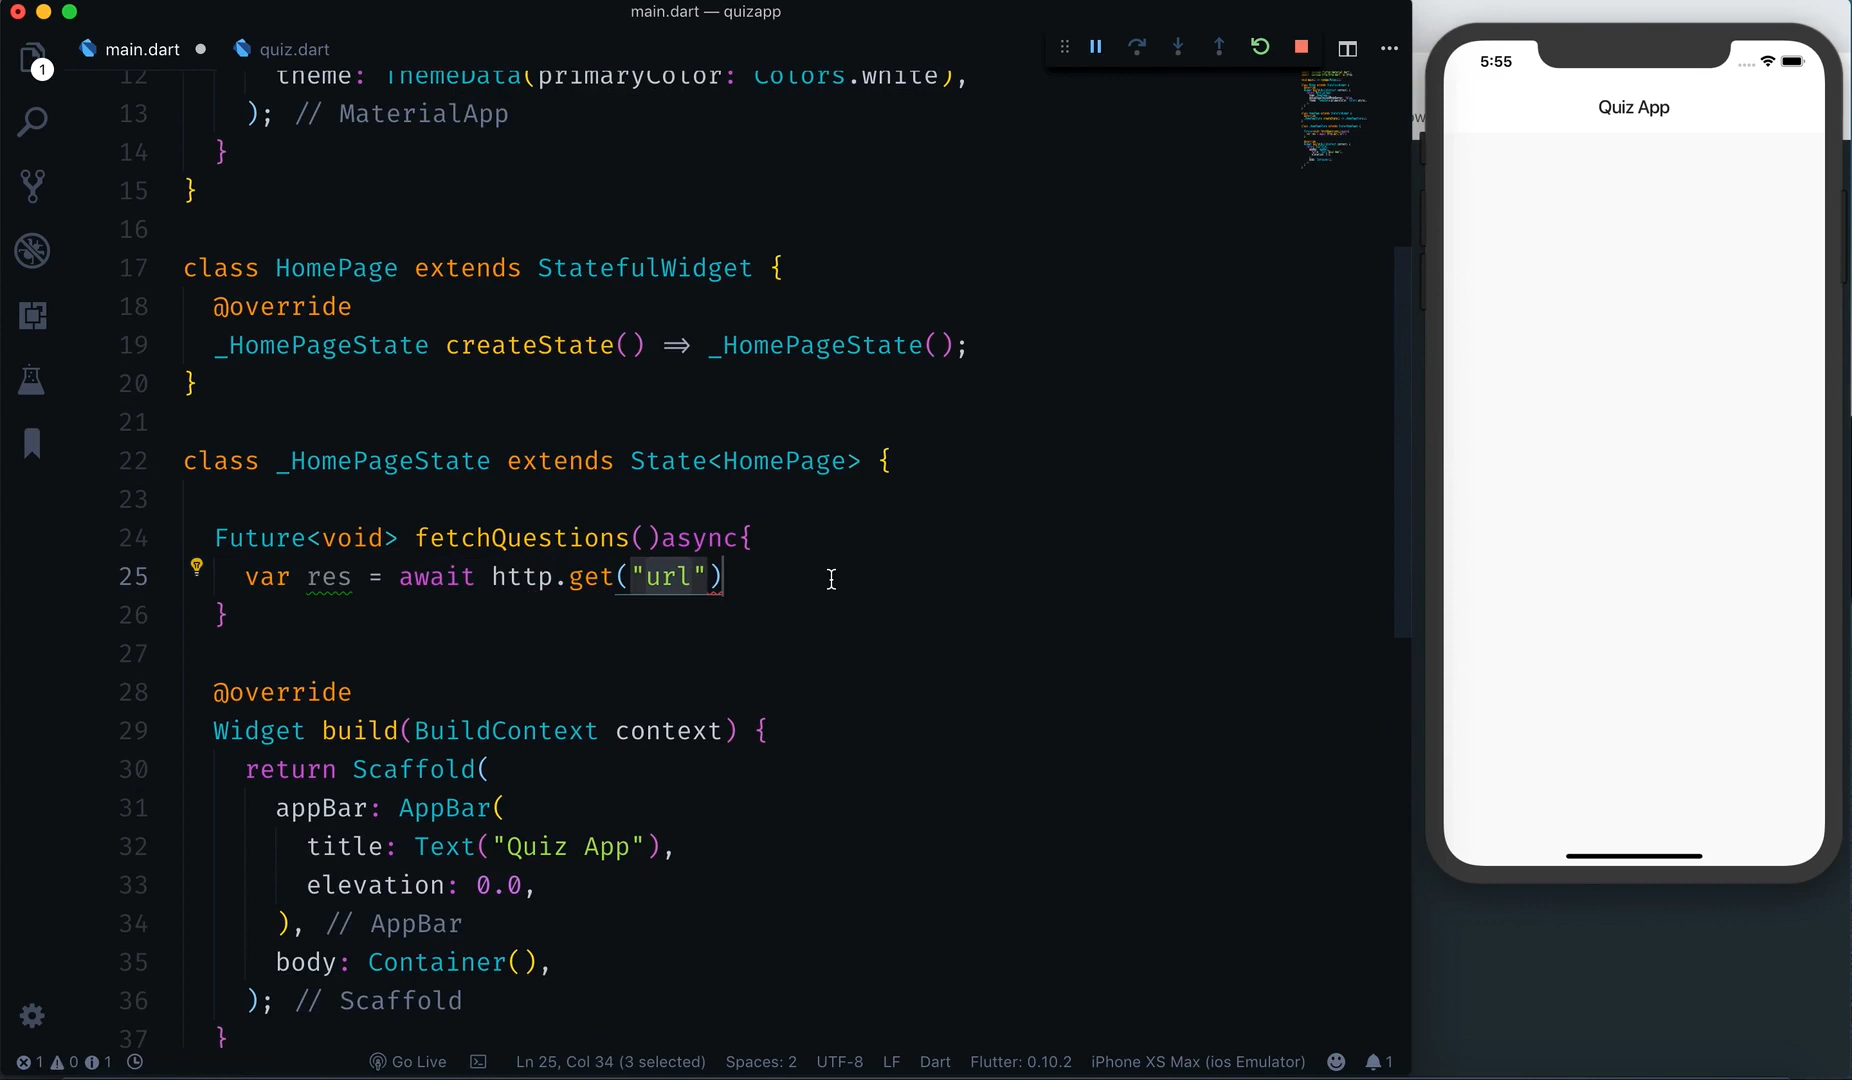 main.dart — quizapp
main.dart
quiz.dart
1
12 theme: ThemeData(primaryColor: Colors.white),
13 ); // MaterialApp
14 }
15 }
16
17 class HomePage extends StatefulWidget {
18 @override
19 _HomePageState createState() => _HomePageState();
20 }
21
22 class _HomePageState extends State<HomePage> {
23
24 Future<void> fetchQuestions()async{
25 var res = await http.get("url")
26 }
27
28 @override
29 Widget build(BuildContext context) {
30 return Scaffold(
31 appBar: AppBar(
32 title: Text("Quiz App"),
33 elevation: 0.0,
34 ), // AppBar
35 body: Container(),
36 ); // Scaffold
37 }
1 0 1 Go Live Ln 25, Col 34 (3 selected) Spaces: 2 UTF-8 LF Dart Flutter: 0.10.2 iPhone XS Max (ios Emulator) 1
5:55
Quiz App